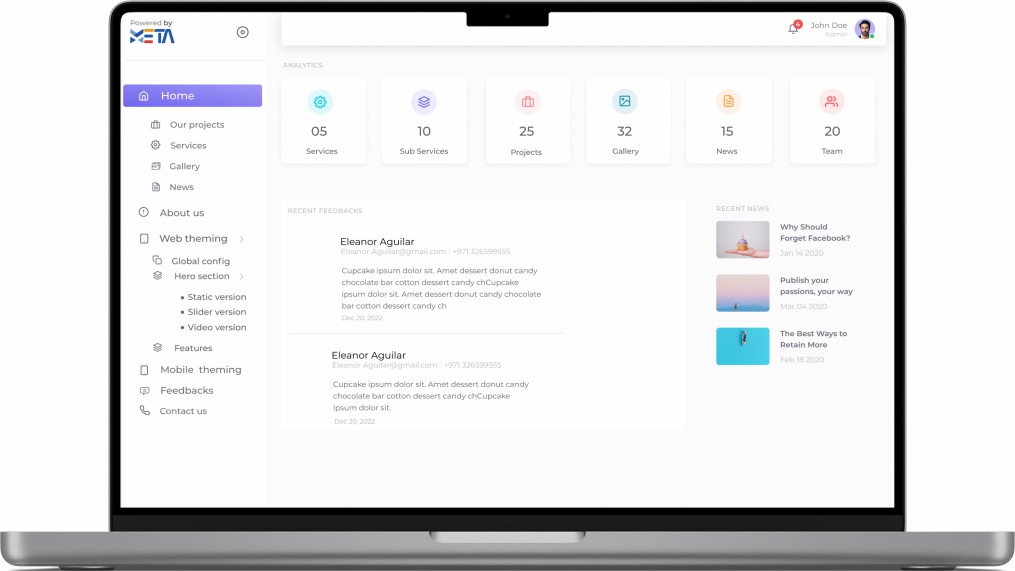 Powered by
META
Home
Our projects
Services
Gallery
News
About us
Web theming
Global config
Hero section
• Static version
• Slider version
• Video version
Features
Mobile theming
Feedbacks
Contact us
4
John Doe
Admin
ANALYTICS
05
Services
10
Sub Services
25
Projects
32
Gallery
15
News
20
Team
RECENT FEEDBACKS
Eleanor Aguilar
Eleanor Aguilar@gmail.com | +971 326599555
Cupcake ipsum dolor sit. Amet dessert donut candy
chocolate bar cotton dessert candy chCupcake
ipsum dolor sit. Amet dessert donut candy chocolate
bar cotton dessert candy ch
Dec 20, 2022
Eleanor Aguilar
Eleanor Aguilar@gmail.com | +971 326599555
Cupcake ipsum dolor sit. Amet dessert donut candy
chocolate bar cotton dessert candy chCupcake
ipsum dolor sit.
Dec 20, 2022
RECENT NEWS
Why Should
Forget Facebook?
Jan 14 2020
Publish your
passions, your way
Mar 04 2020
The Best Ways to
Retain More
Feb 18 2020